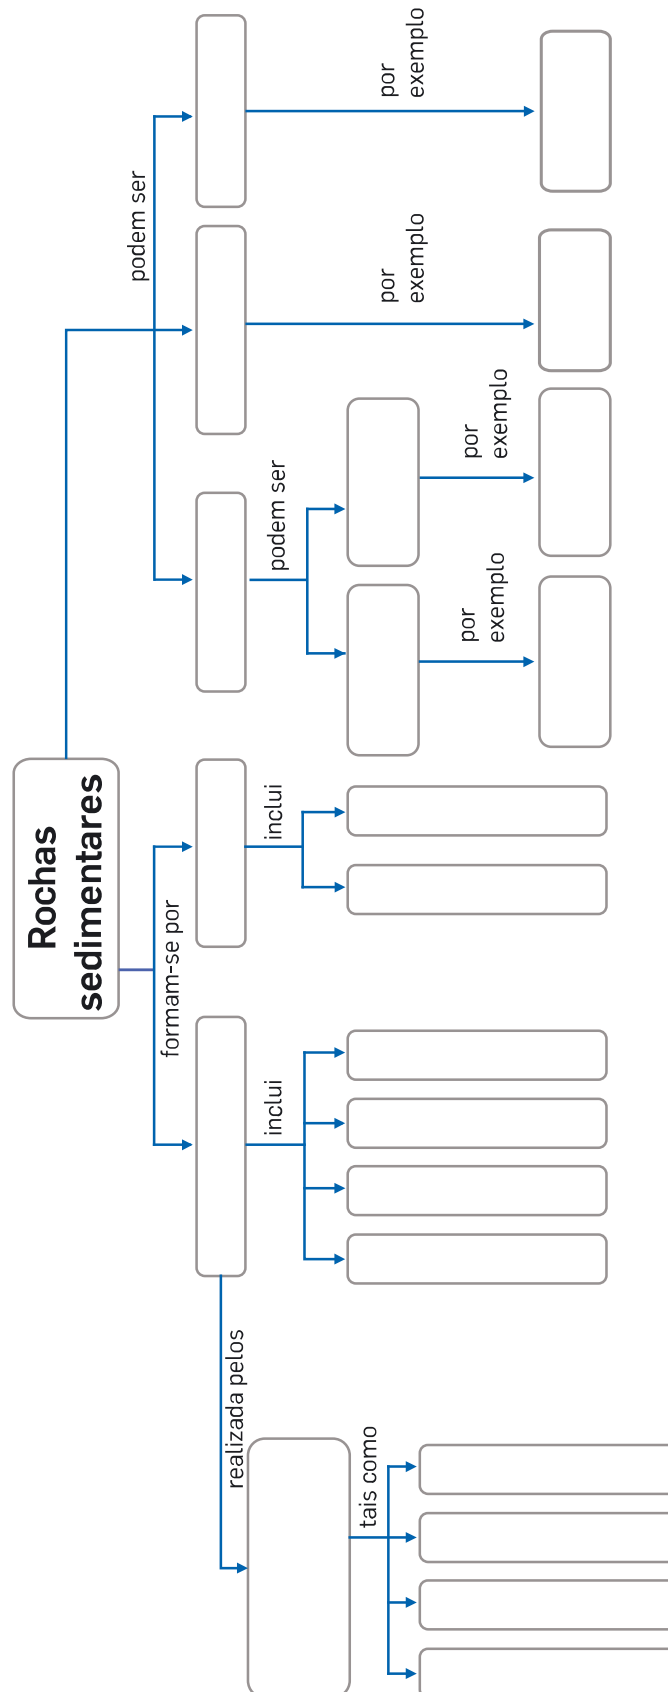 Rochas
sedimentares
formam-se por
podem ser
realizada pelos
inclui
inclui
podem ser
tais como
por
exemplo
por
exemplo
por
exemplo
por
exemplo